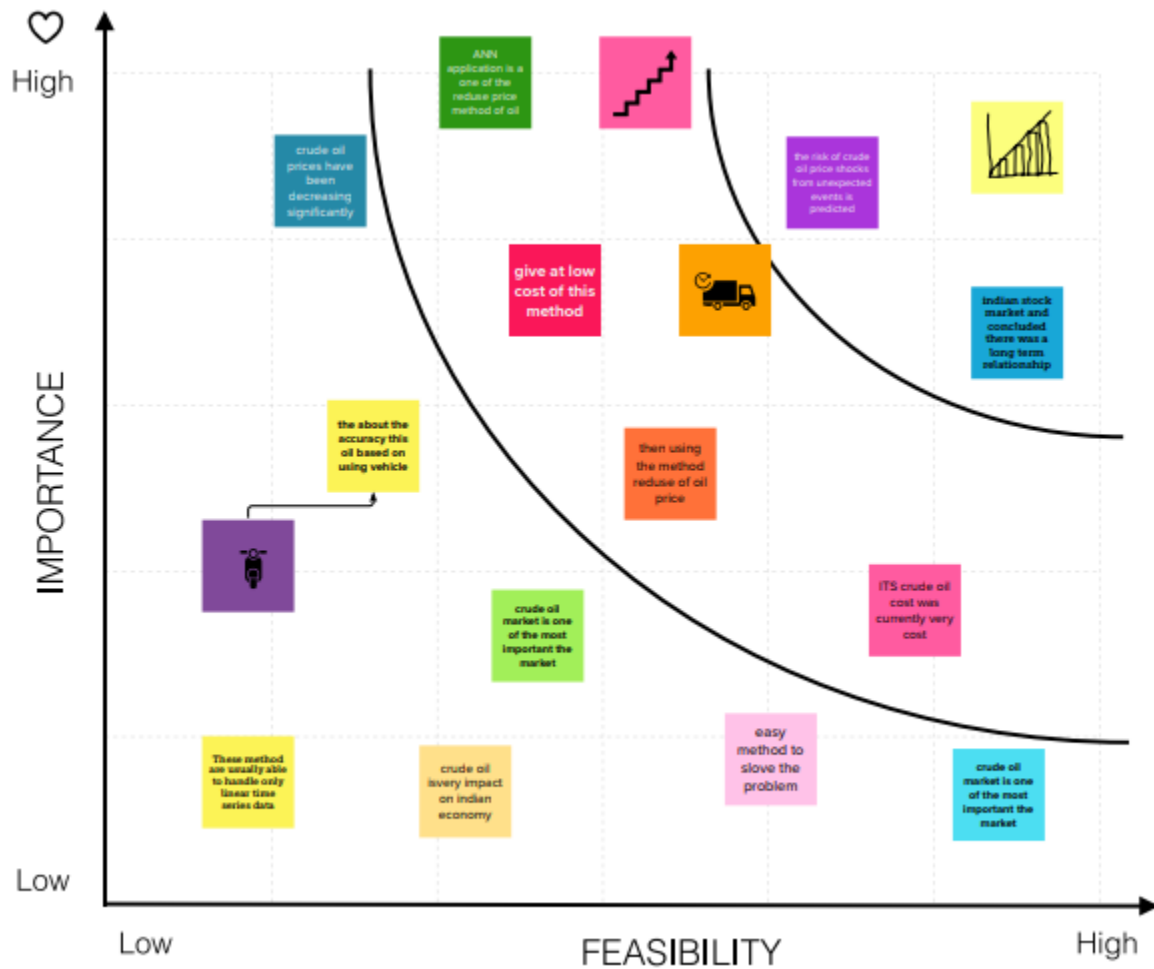 High
ANN
application is a
one of the
reduse price
method of oil
crude oil
prices have
been
decreasing
significantly
the risk of crude
oil price shocks
from unexpected
events is
predicted
give at low
cost of this
method
indian stock
market and
concluded
there was a
long term
relationship
IMPORTANCE
the about the
accuracy this
oil based on
using vehicle
then using
the method
reduse of oil
price
crude oil
market is one
of the most
important the
market
ITS crude oil
cost was
currently very
cost
These method
are usually able
to handle only
linear time
series data
crude oil
isvery impact
on indian
economy
easy
method to
slove the
problem
crude oil
market is one
of the most
important the
market
Low
Low
FEASIBILITY
High